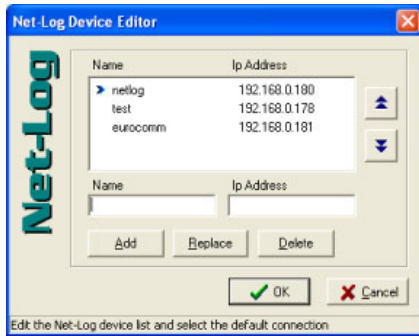 Net-Log Device Editor
Net-Log
Name Ip Address
netlog 192.168.0.180
test 192.168.0.178
eurocomm 192.168.0.181
Name Ip Address
Add Replace Delete
OK Cancel
Edit the Net-Log device list and select the default connection